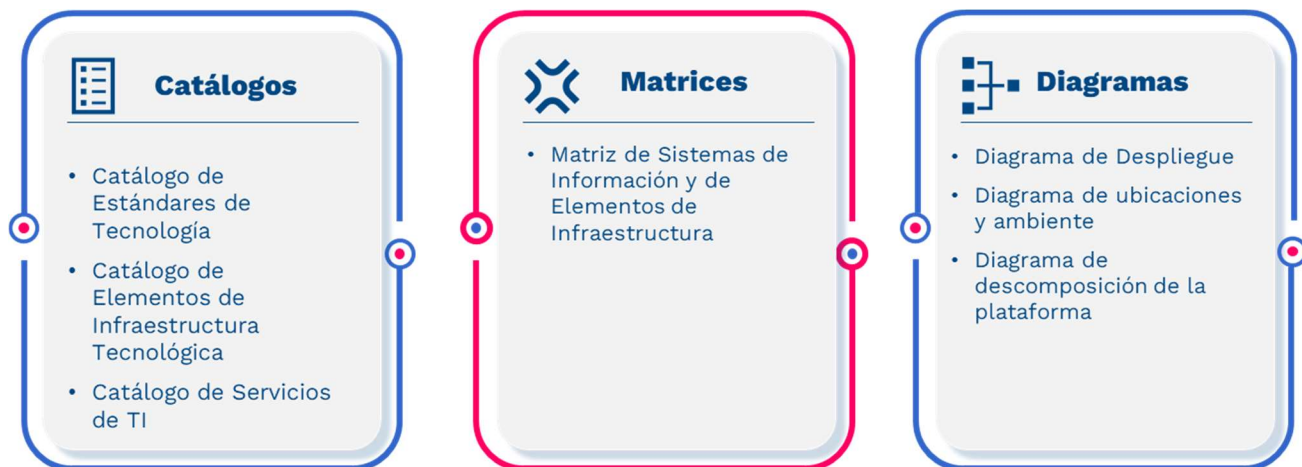 Catálogos
• Catálogo de
Estándares de
Tecnología
• Catálogo de
Elementos de
Infraestructura
Tecnológica
• Catálogo de Servicios
de TI
Matrices
• Matriz de Sistemas de
Información y de
Elementos de
Infraestructura
Diagramas
• Diagrama de Despliegue
• Diagrama de ubicaciones
y ambiente
• Diagrama de
descomposición de la
plataforma